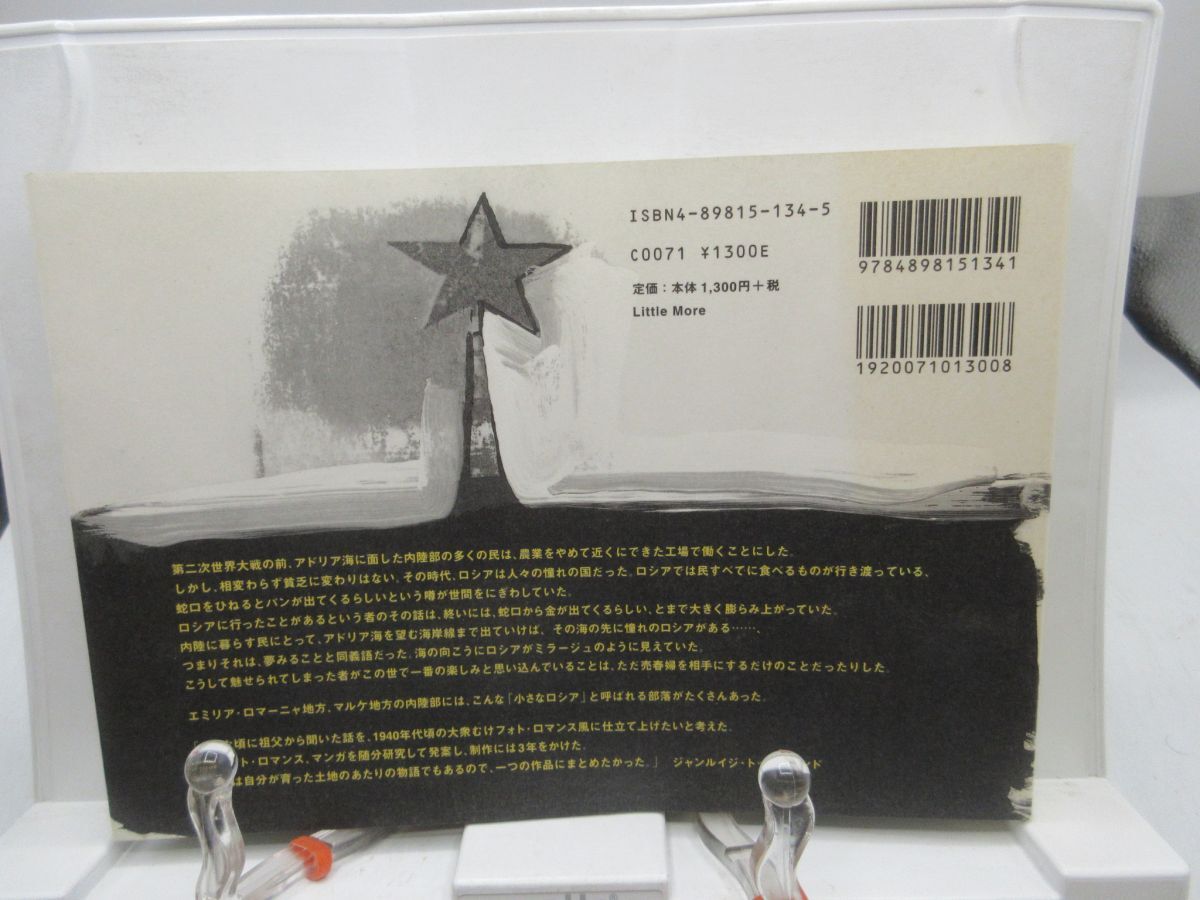 ISBN4-89815-134-5
C0071 ¥1300E
定価：本体1,300円＋税
Little More
9784898151341
1920071013008
第二次世界大戦の前、アドリア海に面した内陸部の多くの民は、農業をやめて近くにできた工場で働くことにした。
しかし、相変わらず貧乏に変わりはない。その時代、ロシアは人々の憧れの国だった。ロシアでは民すべてに食べるものが行き渡っている、
蛇口をひねるとパンが出てくるらしいという噂が世間をにぎわしていた。
ロシアに行ったことがあるという者のその話は、終いには、蛇口から金が出てくるらしい、とまで大きく膨らみ上がっていた。
内陸に暮らす民にとって、アドリア海を望む海岸線まで出ていけば、その海の先に憧れのロシアがある……、
つまりそれは、夢みることと同義語だった。海の向こうにロシアがミラージュのように見えていた。
こうして魅せられてしまった者がこの世で一番の楽しみと思い込んでいることは、ただ売春婦を相手にするだけのことだったりした。
エミリア・ロマーニャ地方、マルケ地方の内陸部には、こんな「小さなロシア」と呼ばれる部落がたくさんあった。
頃に祖父から聞いた話を、1940年代頃の大衆むけフォト・ロマンス風に仕立て上げたいと考えた。
ト・ロマンス、マンガを随分研究して発案し、制作には3年をかけた。
は自分が育った土地のあたりの物語でもあるので、一つの作品にまとめたかった。」 ジャンルイジ・ト ンド